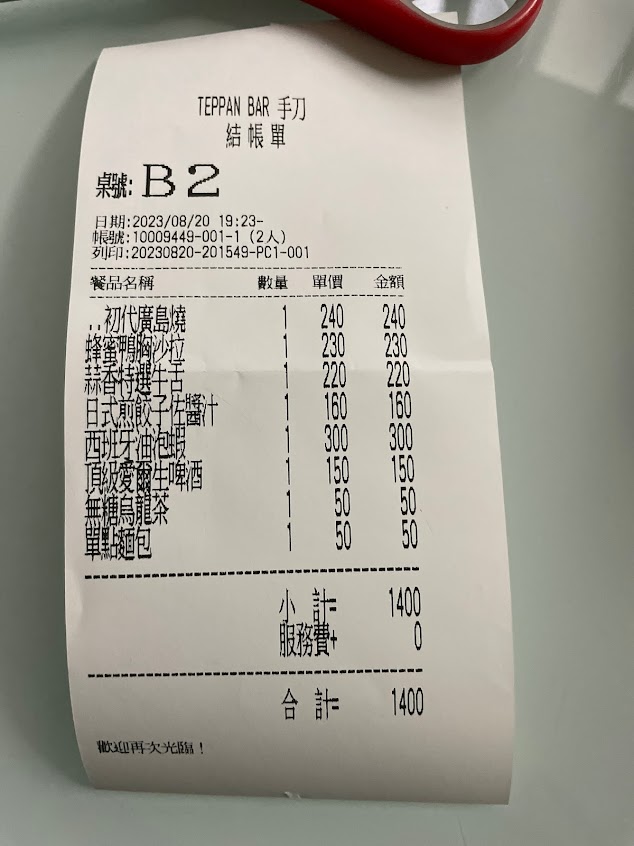 TEPPAN BAR 手刀
結帳單
桌號: B2
日期:2023/08/20 19:23-
帳號:10009449-001-1 (2人)
列印:20230820-201549-PC1-001
餐品名稱 數量 單價 金額
..初代廣島燒 1 240 240
蜂蜜鴨胸沙拉 1 230 230
蒜香特選牛舌 1 220 220
日式煎餃子佐醬汁 1 160 160
西班牙油泡蝦 1 300 300
頂級愛爾生啤酒 1 150 150
無糖烏龍茶 1 50 50
單點麵包 1 50 50
小 計= 1400
服務費+ 0
合 計= 1400
歡迎再次光臨!